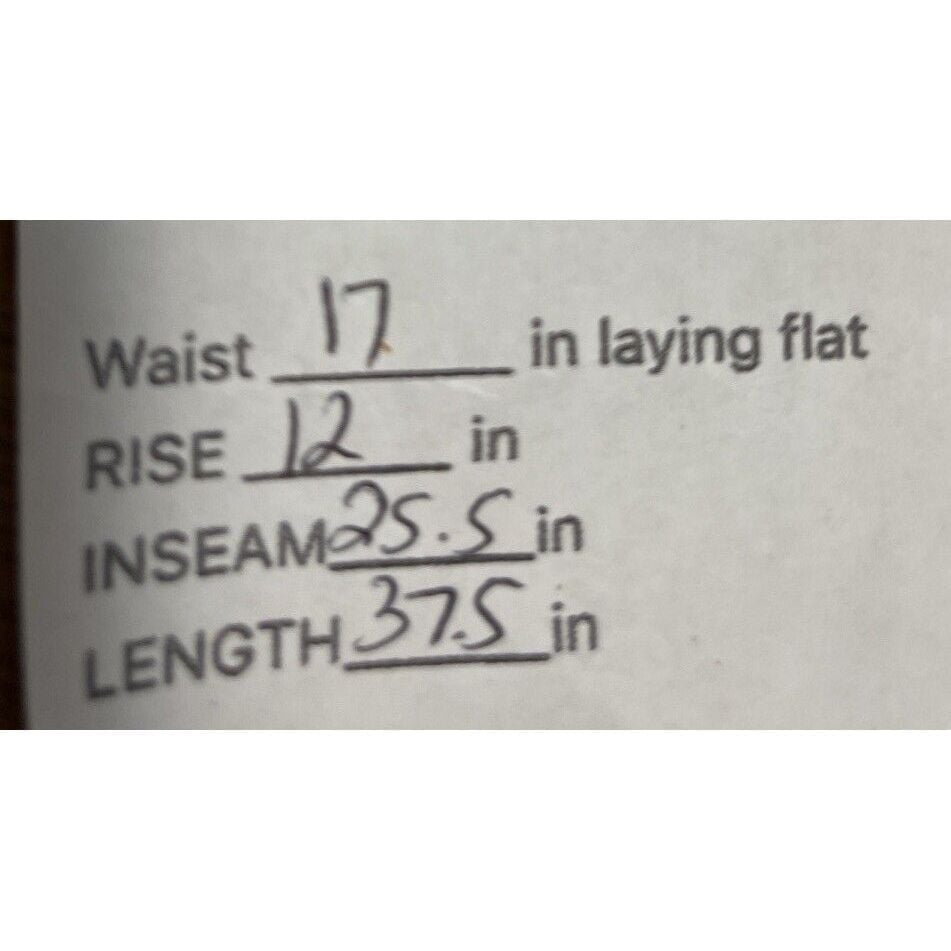 Waist 17 in laying flat
RISE 12 in
INSEAM 25.5 in
LENGTH 37.5 in